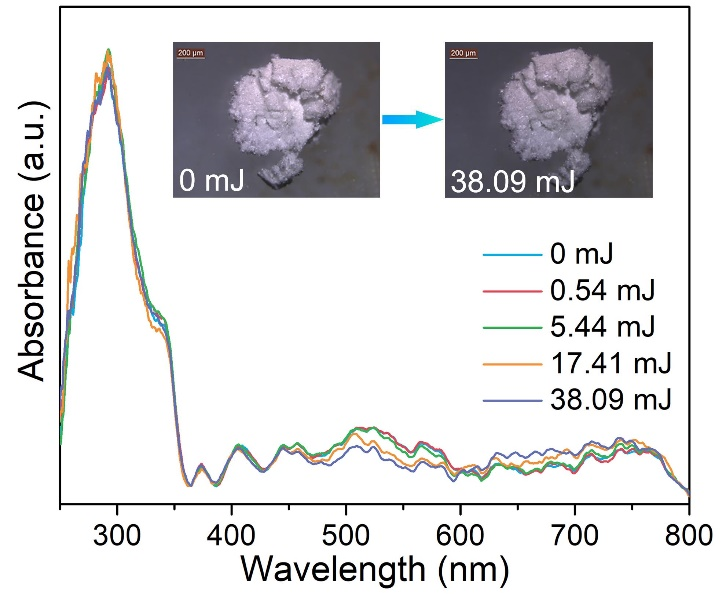 200 μm
200 μm
0 mJ
38.09 mJ
0 mJ
0.54 mJ
5.44 mJ
17.41 mJ
38.09 mJ
Absorbance (a.u.)
300 400 500 600 700 800
Wavelength (nm)